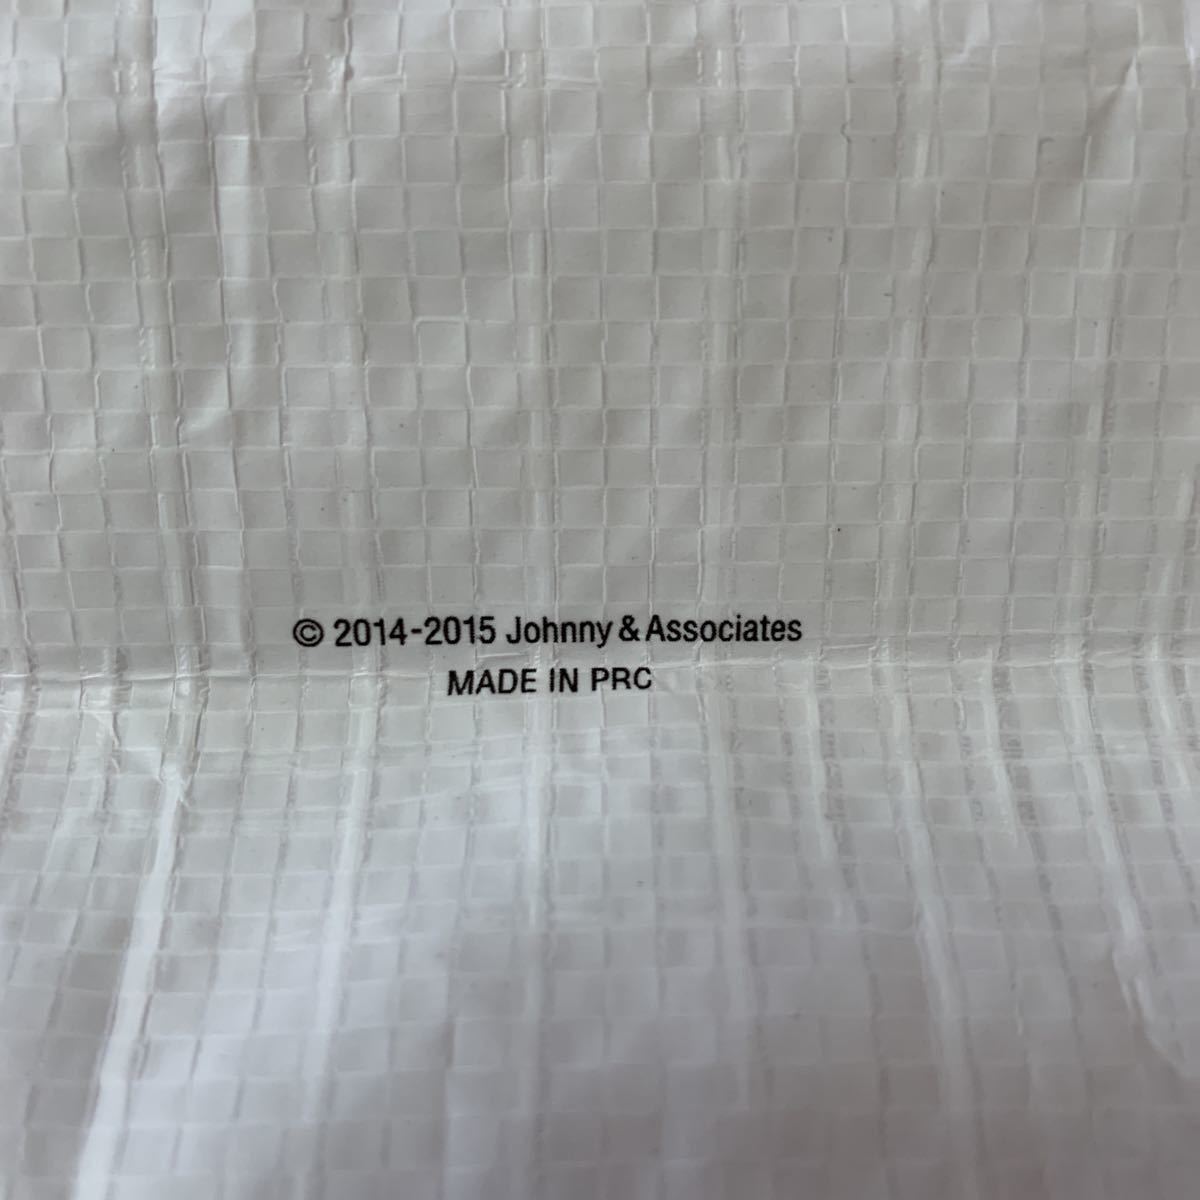 © 2014-2015 Johnny & Associates
MADE IN PRC